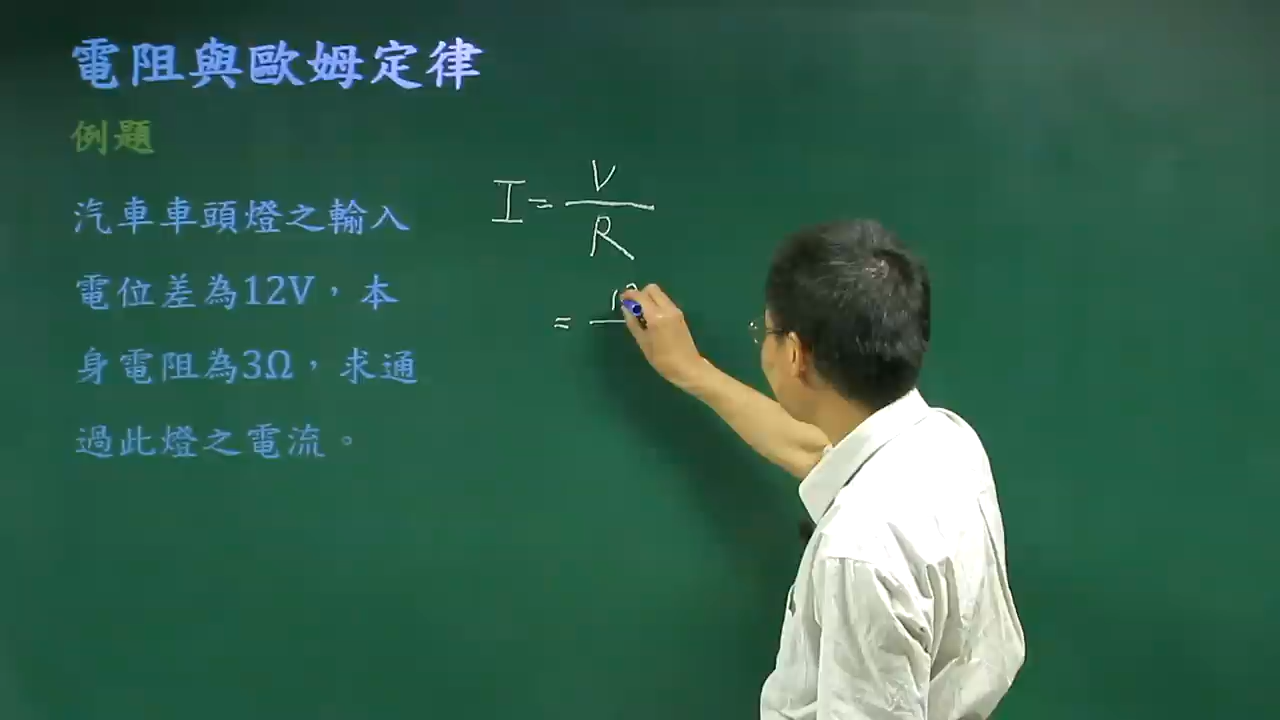 電阻與歐姆定律
例題
汽車車頭燈之輸入
電位差為12V，本
身電阻為3Ω，求通
過此燈之電流。
I = V/R
=